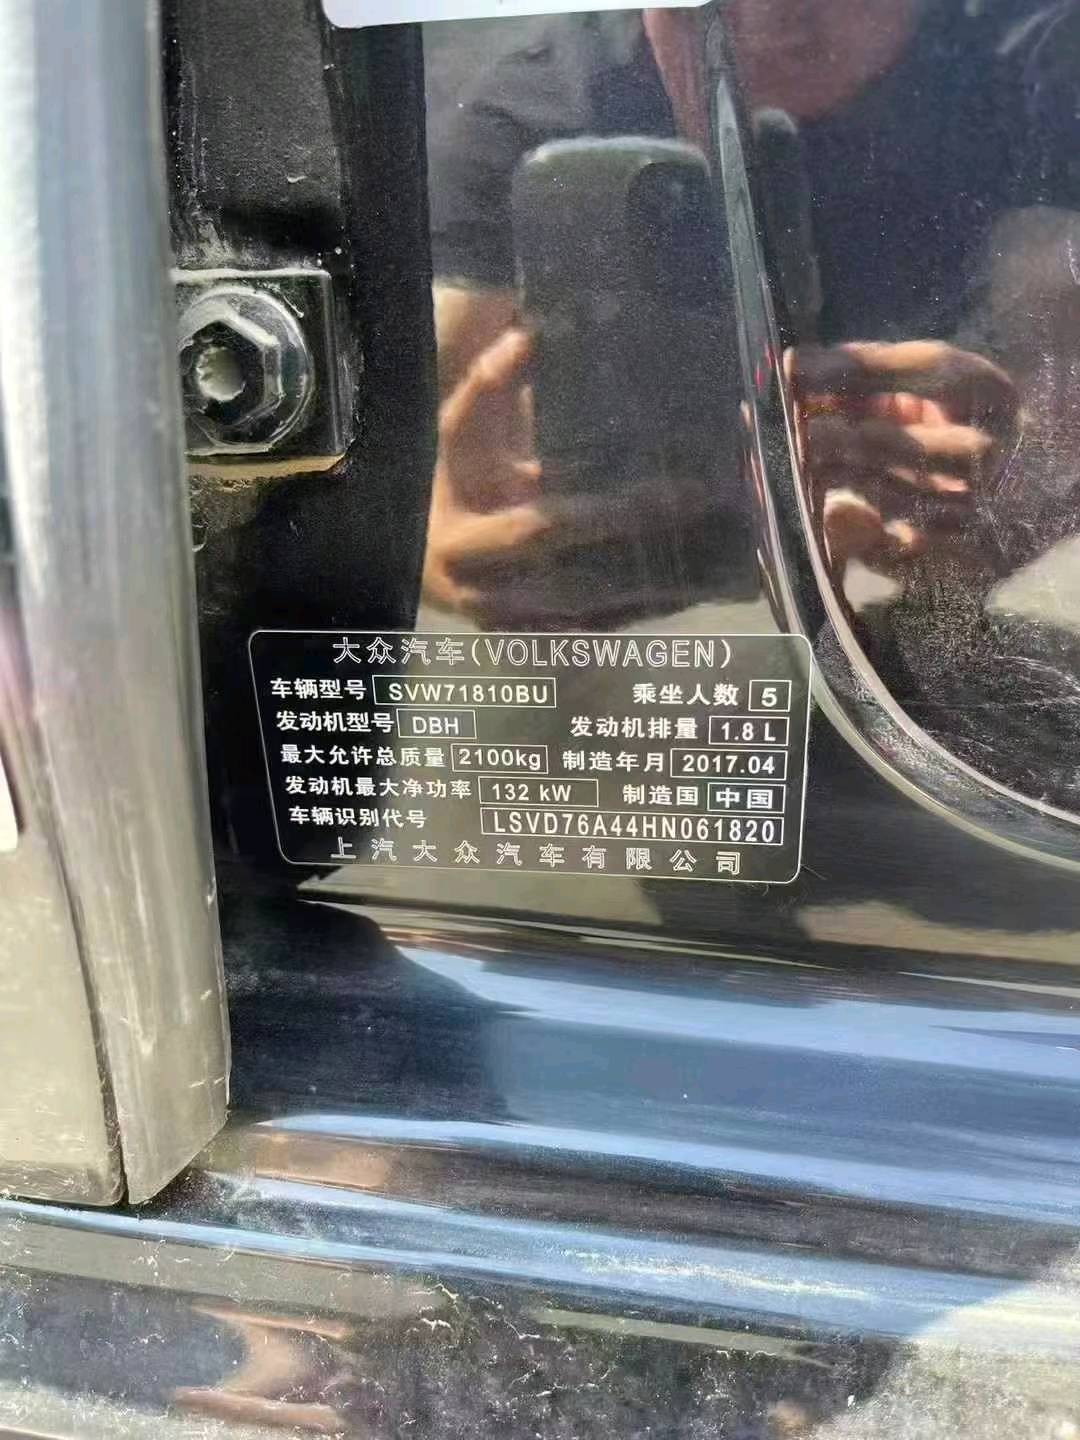 大众汽车(VOLKSWAGEN)
车辆型号 SVW71810BU 乘坐人数 5
发动机型号 DBH 发动机排量 1.8 L
最大允许总质量 2100kg 制造年月 2017.04
发动机最大净功率 132 kW 制造国 中国
车辆识别代号 LSVD76A44HN061820
上汽大众汽车有限公司